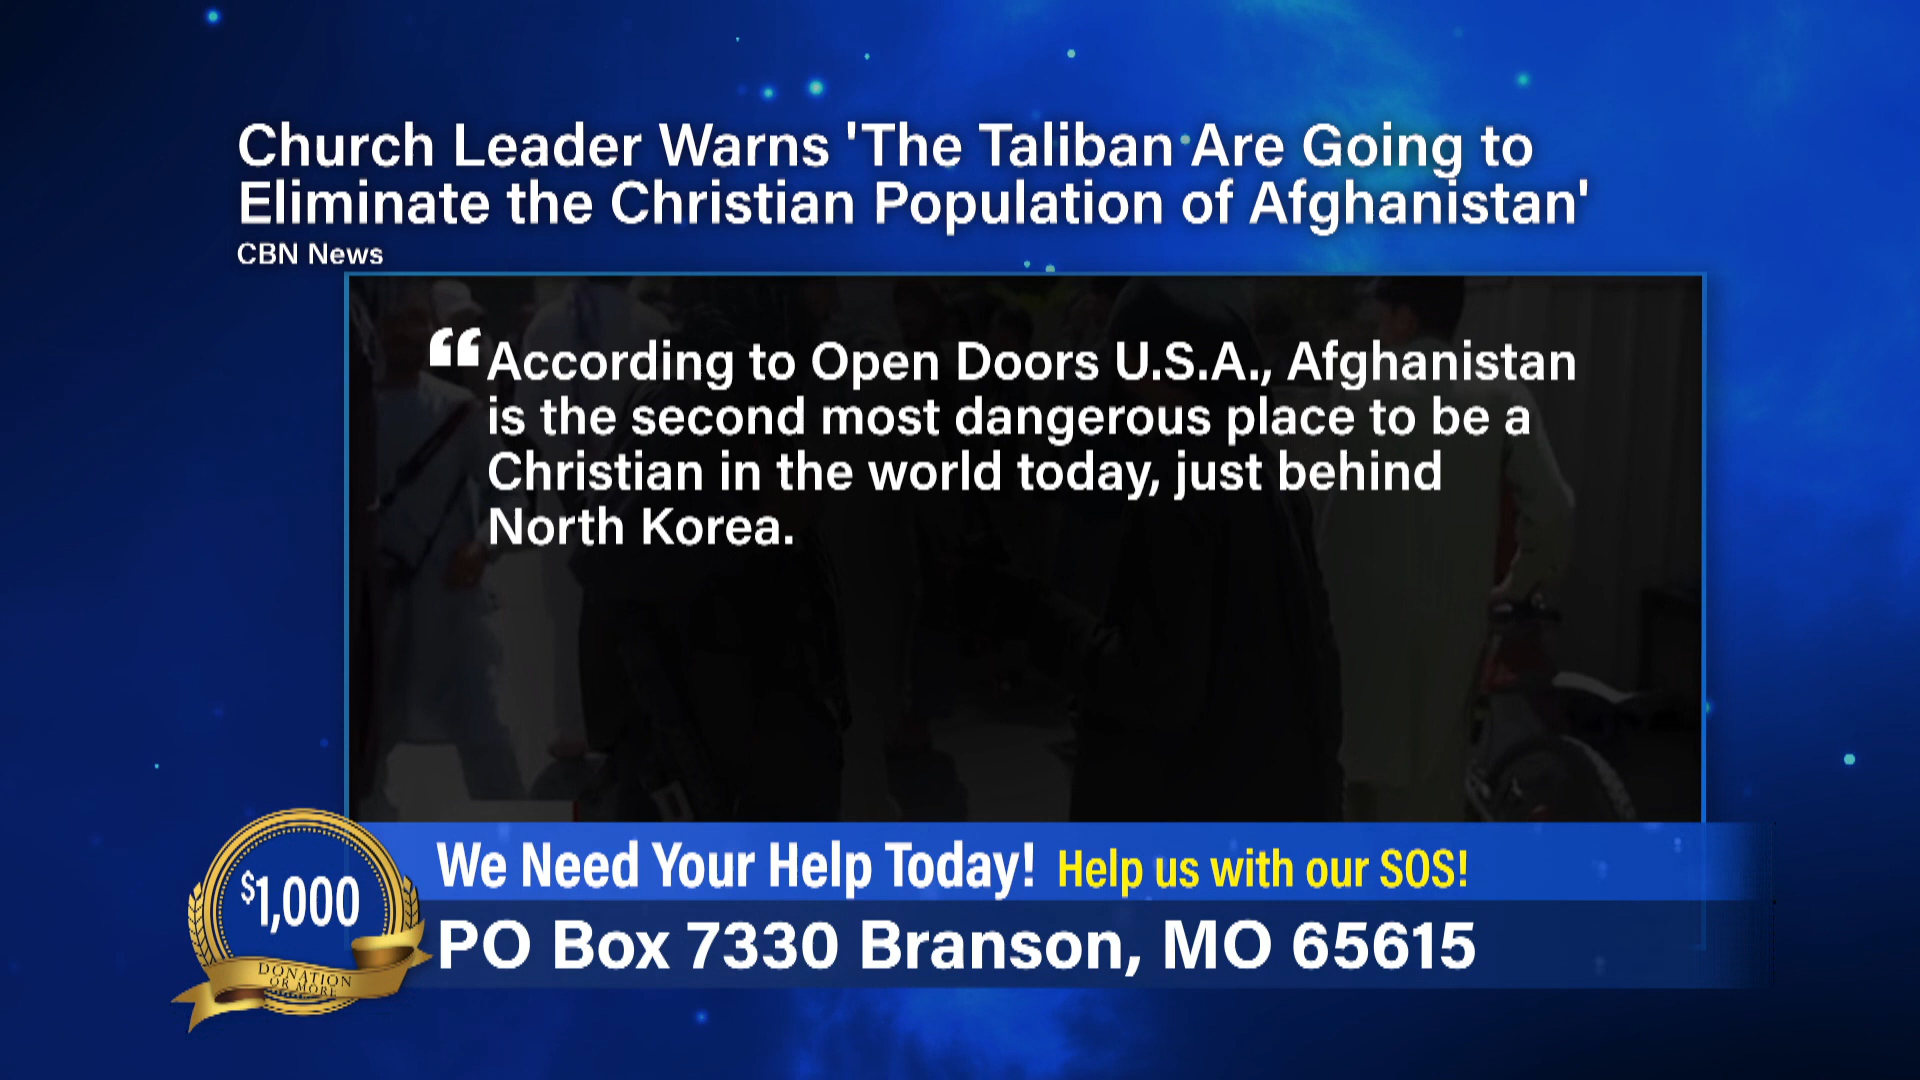 Church Leader Warns 'The Taliban Are Going to
Eliminate the Christian Population of Afghanistan'
CBN News
“According to Open Doors U.S.A., Afghanistan
is the second most dangerous place to be a
Christian in the world today, just behind
North Korea.
$1,000
DONATION
OR MORE
We Need Your Help Today! Help us with our SOS!
PO Box 7330 Branson, MO 65615